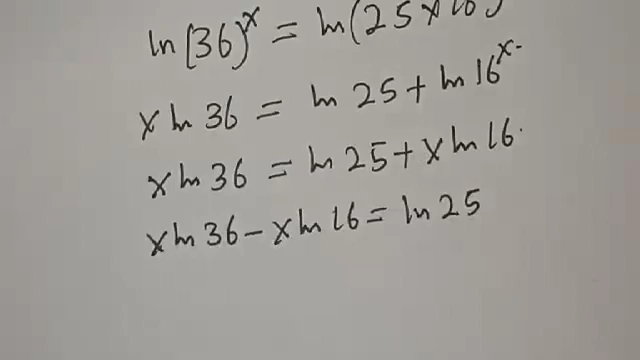 ln(36)^x = ln(25 × 16
x ln 36 = ln 25 + ln 16^x.
x ln 36 = ln 25 + x ln 16.
x ln 36 - x ln 16 = ln 25